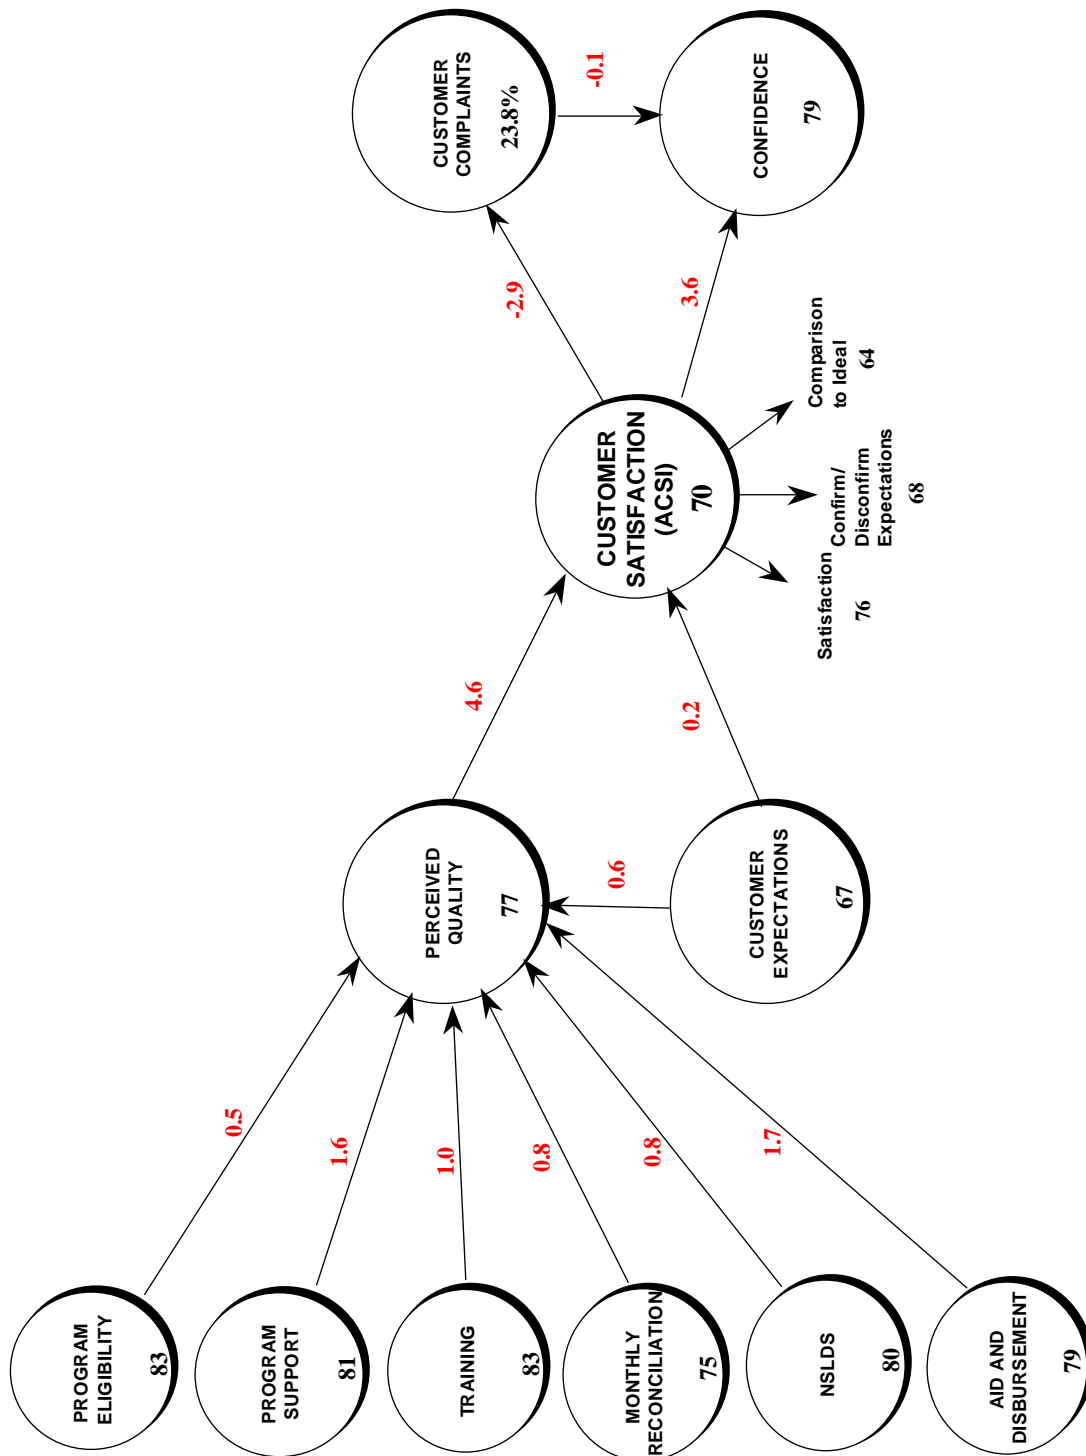 PROGRAM
ELIGIBILITY
83
0.5
PROGRAM
SUPPORT
81
1.6
TRAINING
83
1.0
MONTHLY
RECONCILIATION
75
0.8
NSLDS
80
0.8
AID AND
DISBURSEMENT
79
1.7
PERCEIVED
QUALITY
77
4.6
0.6
CUSTOMER
EXPECTATIONS
67
0.2
CUSTOMER
SATISFACTION
(ACSI)
70
Satisfaction
76
Confirm/
Disconfirm
Expectations
68
Comparison
to Ideal
64
-2.9
3.6
CUSTOMER
COMPLAINTS
23.8%
-0.1
CONFIDENCE
79